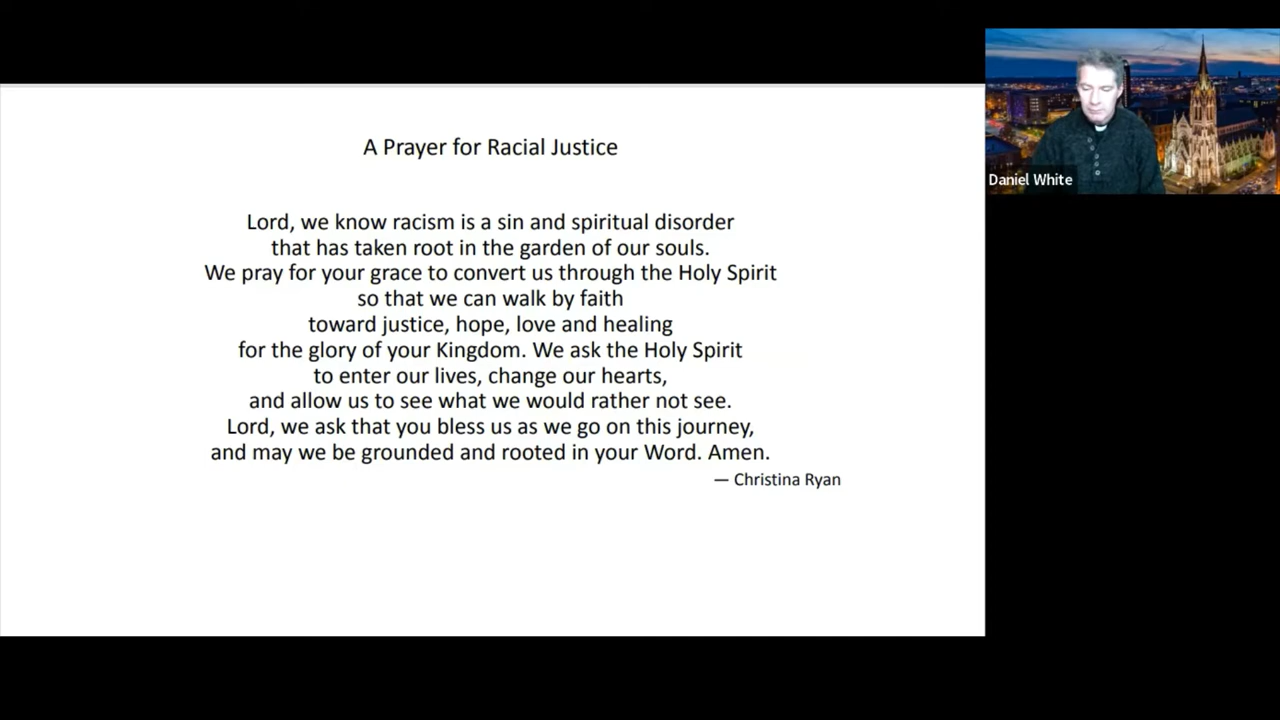 A Prayer for Racial Justice
Lord, we know racism is a sin and spiritual disorder
that has taken root in the garden of our souls.
We pray for your grace to convert us through the Holy Spirit
so that we can walk by faith
toward justice, hope, love and healing
for the glory of your Kingdom. We ask the Holy Spirit
to enter our lives, change our hearts,
and allow us to see what we would rather not see.
Lord, we ask that you bless us as we go on this journey,
and may we be grounded and rooted in your Word. Amen.
— Christina Ryan
Daniel White